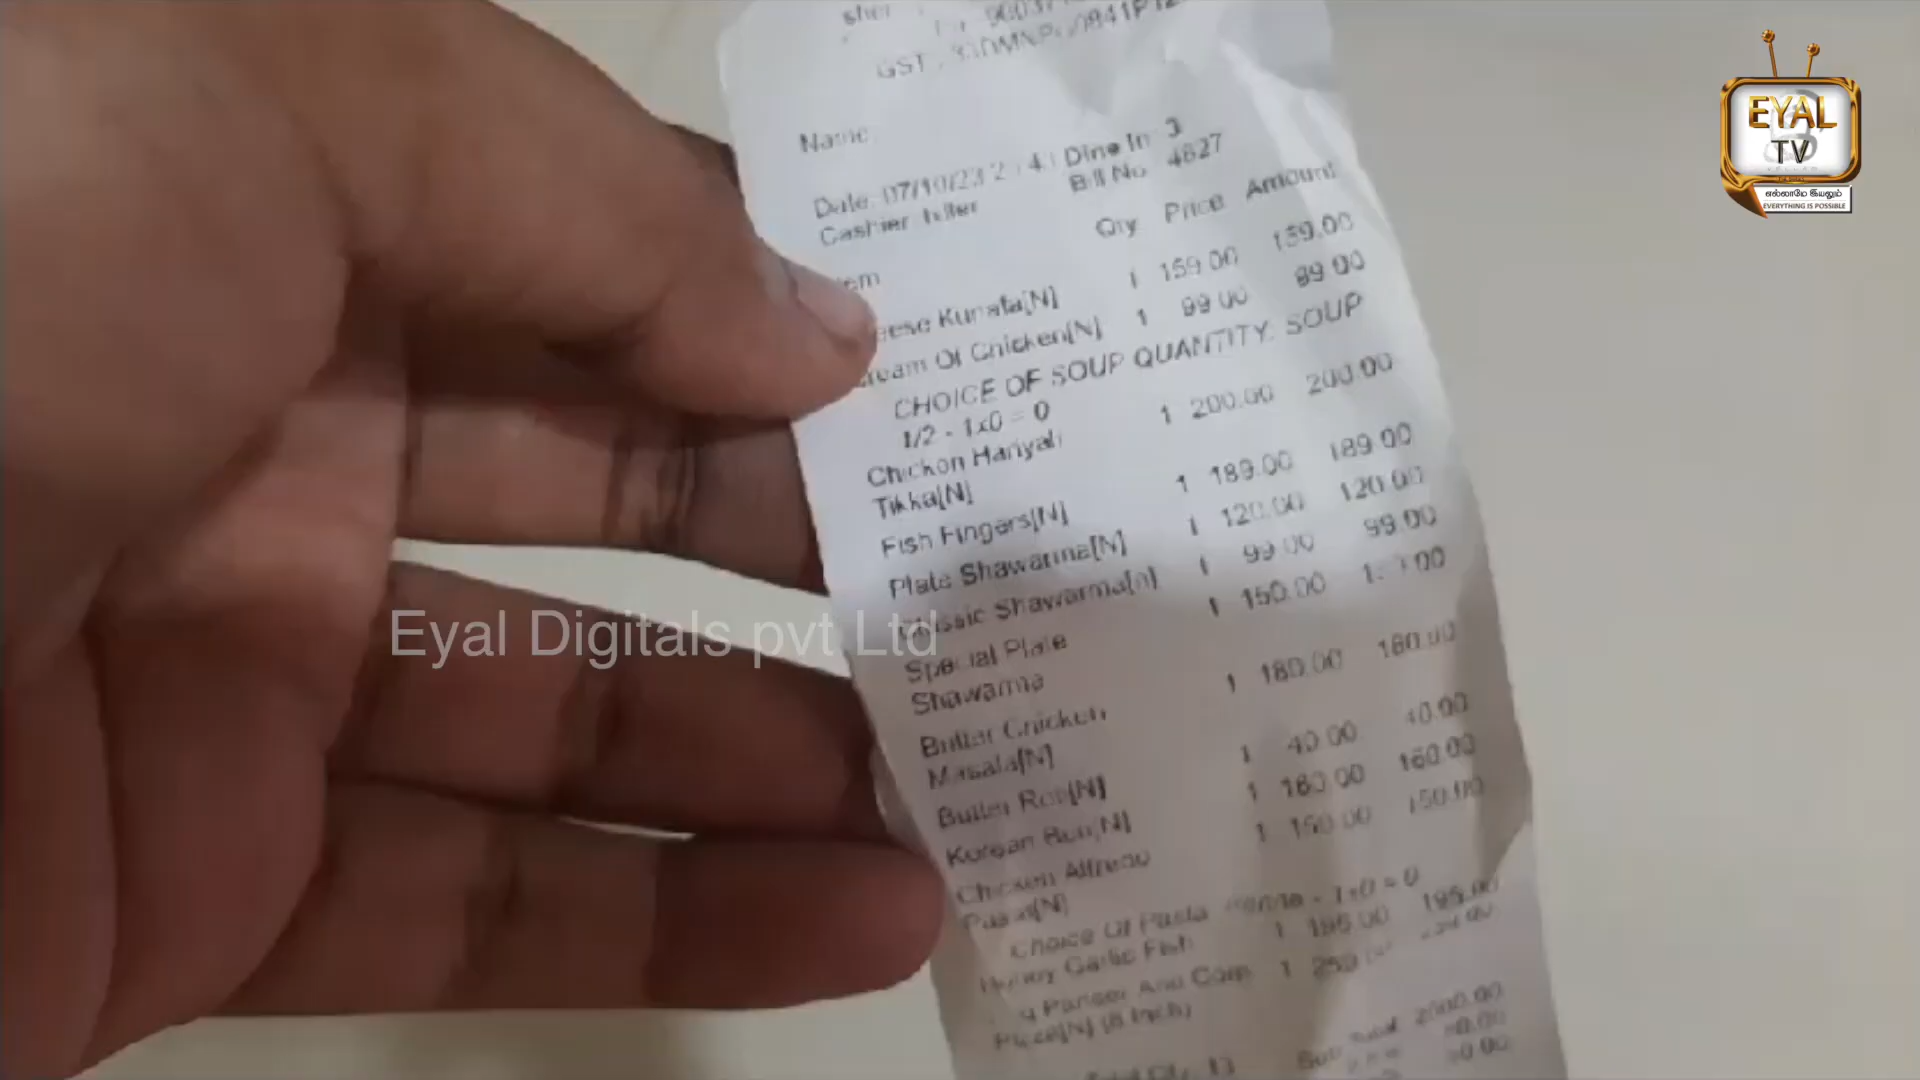 EYAL
TV
எல்லாமே இயலும்
EVERYTHING IS POSSIBLE
GST
Name:
Date: 07/10/23 Dine In: 3
Cashier: biller Bill No.: 4627
Qty. Price Amount
Kunafa[N] 1 159.00 159.00
Of Chicken[N] 1 99.00 99.00
CHOICE OF SOUP QUANTITY: SOUP
1/2 - 1x0 = 0
Chicken Hariyali 1 200.00 200.00
Tikka[N]
Fish Fingers[N] 1 189.00 189.00
Plate Shawarma[N] 1 120.00 120.00
Classic Shawarma[n] 1 99.00 99.00
Special Plate 1 150.00
Shawarma
Butter Chicken 1 180.00 180.00
Masala[N]
Butter Roti[N] 1 40.00 40.00
Korean Bun[N] 1 160.00 160.00
Chicken Alfredo 1 150.00 150.00
Pasta[N]
Choice Of Pasta - 1x0 = 0
Garlic Fish 1 195.00 195.00
Paneer And Corn 1
Pizza[N] (8 Inch)
Sub Total 2000.00
Eyal Digitals pvt Ltd